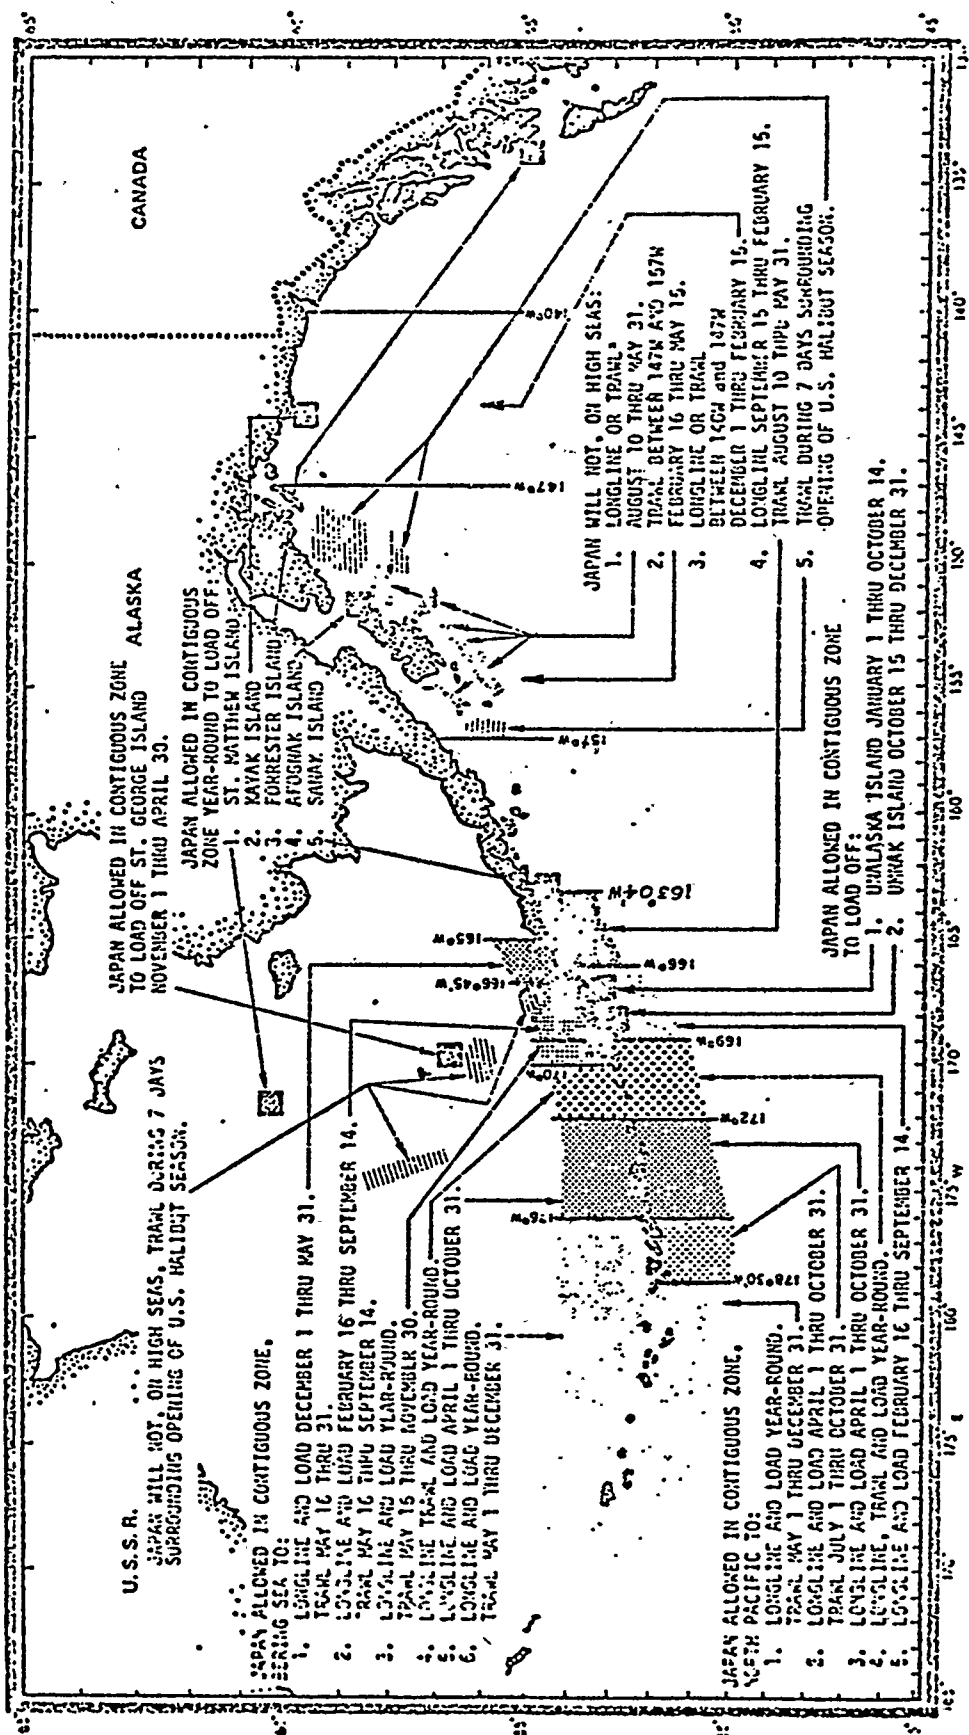 CANADA
ALASKA
U.S.S.R.
JAPAN WILL NOT, ON HIGH SEAS, TRAWL DURING 7 DAYS
SURROUNDING OPENING OF U.S. HALIBUT SEASON.
JAPAN ALLOWED IN CONTIGUOUS ZONE
TO LOAD OFF ST. GEORGE ISLAND
NOVEMBER 1 THRU APRIL 30.
JAPAN ALLOWED IN CONTIGUOUS
ZONE YEAR-ROUND TO LOAD OFF:
1. ST. MATTHEW ISLAND
2. KAYAK ISLAND
3. FORRESTER ISLAND
4. AFOGNAK ISLAND
5. SANAK ISLAND
JAPAN ALLOWED IN CONTIGUOUS ZONE,
BERING SEA TO:
1. LONGLINE AND LOAD DECEMBER 1 THRU MAY 31.
TRAWL MAY 16 THRU 31.
2. LONGLINE AND LOAD FEBRUARY 16 THRU SEPTEMBER 14.
TRAWL MAY 16 THRU SEPTEMBER 14.
3. LONGLINE AND LOAD YEAR-ROUND.
TRAWL MAY 16 THRU NOVEMBER 30.
4. LONGLINE TRAWL AND LOAD YEAR-ROUND.
5. LONGLINE AND LOAD APRIL 1 THRU OCTOBER 31.
6. LONGLINE AND LOAD YEAR-ROUND.
TRAWL MAY 1 THRU DECEMBER 31.
JAPAN WILL NOT, ON HIGH SEAS:
1. LONGLINE OR TRAWL
AUGUST 10 THRU MAY 31.
2. TRAWL BETWEEN 147W AND 157W
FEBRUARY 16 THRU MAY 15.
3. LONGLINE OR TRAWL
BETWEEN 140W and 147W
DECEMBER 1 THRU FEBRUARY 15.
4. LONGLINE SEPTEMBER 15 THRU FEBRUARY 15.
TRAWL AUGUST 10 THRU MAY 31.
5. TRAWL DURING 7 DAYS SURROUNDING
OPENING OF U.S. HALIBUT SEASON.
JAPAN ALLOWED IN CONTIGUOUS ZONE
TO LOAD OFF:
1. UNALASKA ISLAND JANUARY 1 THRU OCTOBER 14.
2. UMNAK ISLAND OCTOBER 15 THRU DECEMBER 31.
JAPAN ALLOWED IN CONTIGUOUS ZONE,
NORTH PACIFIC TO:
1. LONGLINE AND LOAD YEAR-ROUND.
TRAWL MAY 1 THRU DECEMBER 31.
2. LONGLINE AND LOAD APRIL 1 THRU OCTOBER 31.
TRAWL JULY 1 THRU OCTOBER 31.
3. LONGLINE AND LOAD APRIL 1 THRU OCTOBER 31.
4. LONGLINE, TRAWL AND LOAD YEAR-ROUND.
5. LONGLINE AND LOAD FEBRUARY 16 THRU SEPTEMBER 14.
140°W
147°W
163°04'W
165°W
166°W
166°45'W
169°W
170°W
172°W
176°W
178°30'W
135°
140°
145°
150°
155°
160°
165
170
175 W
175°
E